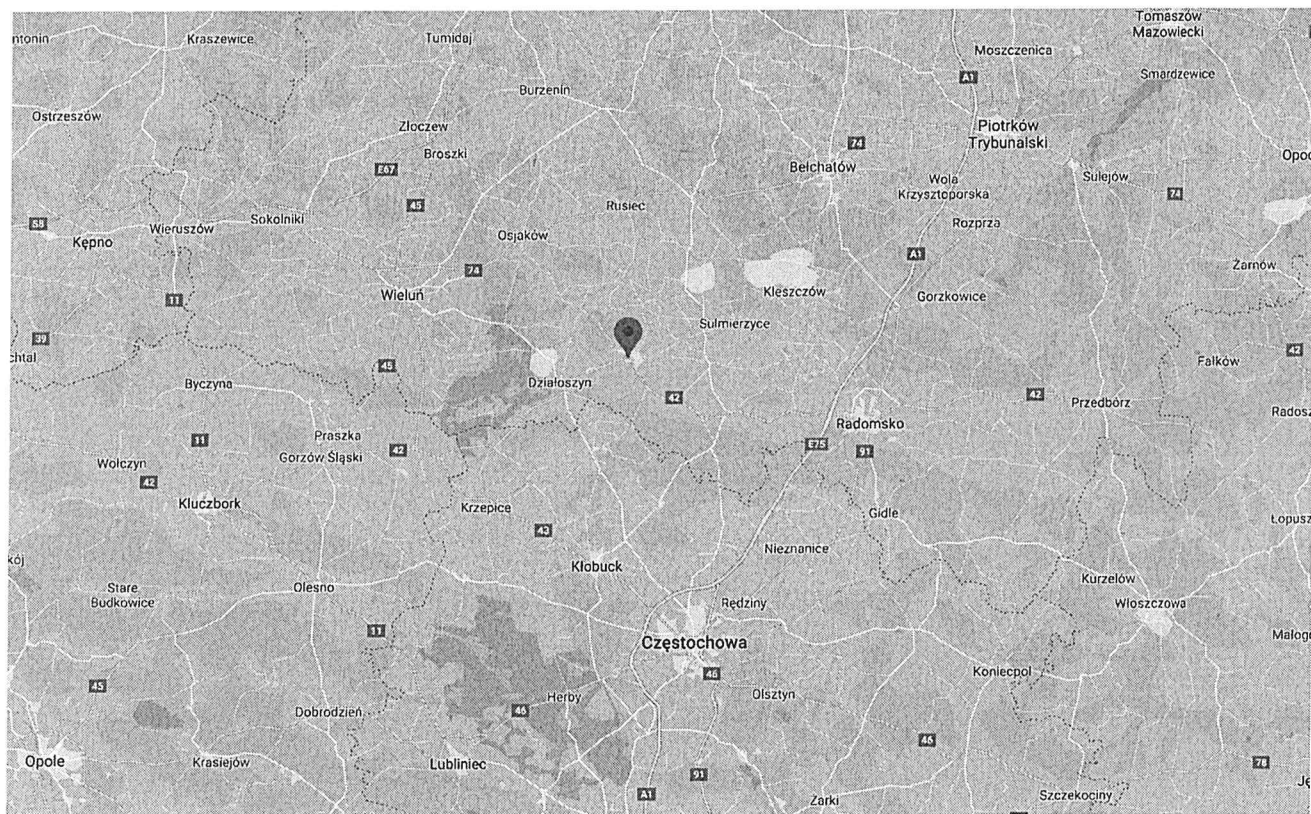 ntonin
Kraszewice
Tumidaj
Moszczenica
Tomaszów
Mazowiecki
A1
Smardzewice
Burzenin
Ostrzeszów
Złoczew
Broszki
Piotrków
Trybunalski
74
Bełchatów
E67
Opoc
Wola
Krzysztoporska
Sulejów
45
Rusiec
74
Sokolniki
Wieruszów
Kępno
Osjaków
Rozprza
A1
74
Żarnów
Wieluń
11
Kleszczów
Gorzkowice
Sulmierzyce
39
chtal
45
42
Fałków
Byczyna
Działoszyn
42
42
Przedbórz
Radosz
Radomsko
Praszka
11
E75
Gorzów Śląski
42
91
Wołczyn
42
Kluczbork
Krzepice
Gidle
Łopusz
43
Nieznanice
kój
Kłobuck
Kurzelów
Stare
Budkowice
Olesno
Rędziny
Włoszczowa
11
Częstochowa
Małogo
46
Koniecpol
45
Herby
Olsztyn
46
Dobrodzień
46
Opole
Krasiejów
Lubliniec
78
91
Ję
A1
Żarki
Szczekociny